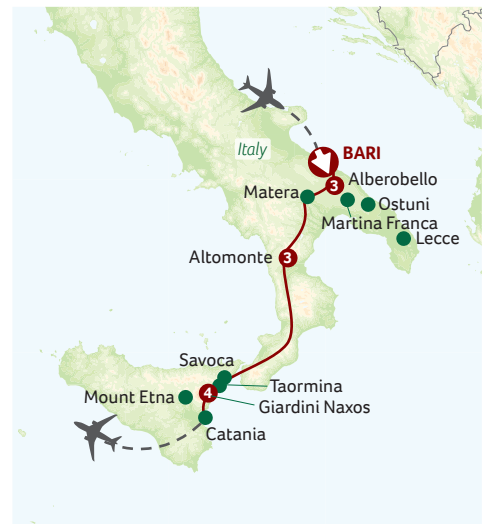 BARI
Italy
3
Alberobello
Matera
Ostuni
Martina Franca
Lecce
Altomonte
3
Savoca
Taormina
Mount Etna
4
Giardini Naxos
Catania